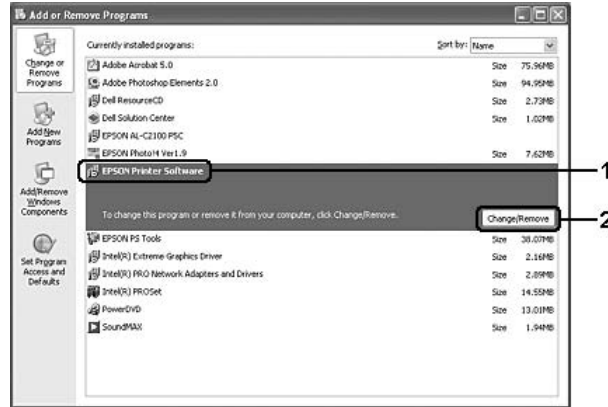 Add or Remove Programs
Change or
Remove
Programs
Add New
Programs
Add/Remove
Windows
Components
Set Program
Access and
Defaults
Currently installed programs: Sort by: Name
Adobe Acrobat 5.0 Size 75.96MB
Adobe Photoshop Elements 2.0 Size 94.95MB
Dell ResourceCD Size 2.73MB
Dell Solution Center Size 1.02MB
EPSON AL-C2100 PSC
EPSON Photo!4 Ver1.9 Size 7.62MB
EPSON Printer Software 1
To change this program or remove it from your computer, click Change/Remove. Change/Remove 2
EPSON PS Tools Size 38.07MB
Intel(R) Extreme Graphics Driver Size 2.16MB
Intel(R) PRO Network Adapters and Drivers Size 2.89MB
Intel(R) PROSet Size 14.55MB
PowerDVD Size 13.01MB
SoundMAX Size 1.94MB